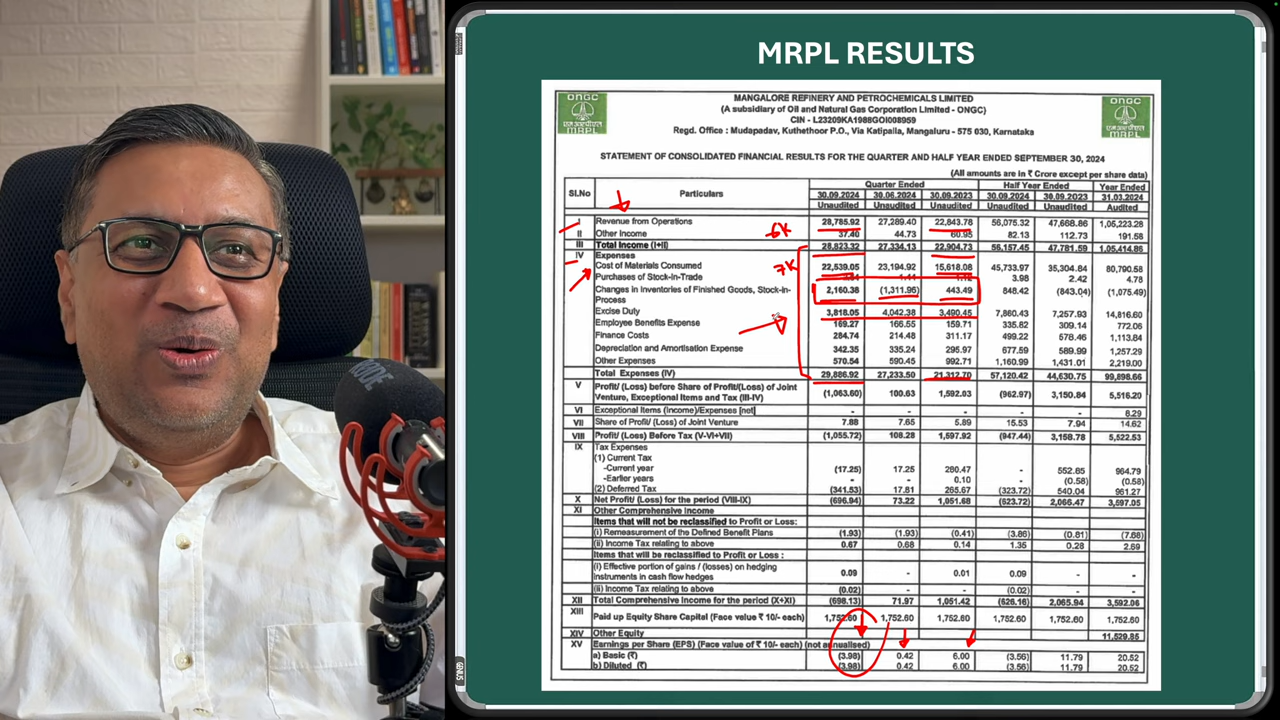 MRPL RESULTS
ONGC
MRPL
MANGALORE REFINERY AND PETROCHEMICALS LIMITED
(A subsidiary of Oil and Natural Gas Corporation Limited - ONGC)
CIN - L23209KA1988GOI008959
Regd. Office : Mudapadav, Kuthethoor P.O., Via Katipalla, Mangaluru - 575 030, Karnataka
ONGC
MRPL
STATEMENT OF CONSOLIDATED FINANCIAL RESULTS FOR THE QUARTER AND HALF YEAR ENDED SEPTEMBER 30, 2024
(All amounts are in ₹ Crore except per share data)
Sl.No Particulars Quarter Ended Half Year Ended Year Ended
30.09.2024 30.06.2024 30.09.2023 30.09.2024 30.09.2023 31.03.2024
Unaudited Unaudited Unaudited Unaudited Unaudited Audited
I Revenue from Operations 28,785.92 27,289.40 22,843.78 56,075.32 47,668.86 1,05,223.28
II Other Income 6K 37.40 44.73 60.95 82.13 112.73 191.58
III Total Income (I+II) 28,823.32 27,334.13 22,904.73 56,157.45 47,781.59 1,05,414.86
IV Expenses
Cost of Materials Consumed 7K 22,539.05 23,194.92 15,618.08 45,733.97 35,304.84 80,790.58
Purchases of Stock-in-Trade 3.98 2.42 4.78
Changes in Inventories of Finished Goods, Stock-in-Process 2,160.38 (1,311.96) 443.49 848.42 (843.04) (1,075.49)
Excise Duty 3,818.05 4,042.38 3,490.45 7,860.43 7,257.93 14,816.60
Employee Benefits Expense 169.27 166.55 159.71 335.82 309.14 772.06
Finance Costs 284.74 214.48 311.17 499.22 578.46 1,113.84
Depreciation and Amortisation Expense 342.35 335.24 295.97 677.59 589.99 1,257.29
Other Expenses 570.54 590.45 992.71 1,160.99 1,431.01 2,219.00
Total Expenses (IV) 29,886.92 27,233.50 21,312.70 57,120.42 44,630.75 99,898.66
V Profit/ (Loss) before Share of Profit/(Loss) of Joint Venture, Exceptional Items and Tax (III-IV) (1,063.60) 100.63 1,592.03 (962.97) 3,150.84 5,516.20
VI Exceptional Items (Income)/Expenses [net] - - - - - 8.29
VII Share of Profit/ (Loss) of Joint Venture 7.88 7.65 5.89 15.53 7.94 14.62
VIII Profit/ (Loss) Before Tax (V-VI+VII) (1,055.72) 108.28 1,597.92 (947.44) 3,158.78 5,522.53
IX Tax Expenses
(1) Current Tax
-Current year (17.25) 17.25 280.47 - 552.85 964.79
-Earlier years - - 0.10 - (0.58) (0.58)
(2) Deferred Tax (341.53) 17.81 265.67 (323.72) 540.04 961.27
X Net Profit/ (Loss) for the period (VIII-IX) (696.94) 73.22 1,051.68 (623.72) 2,066.47 3,597.05
XI Other Comprehensive Income
Items that will not be reclassified to Profit or Loss:
(i) Remeasurement of the Defined Benefit Plans (1.93) (1.93) (0.41) (3.86) (0.81) (7.68)
(ii) Income Tax relating to above 0.67 0.68 0.14 1.35 0.28 2.69
Items that will be reclassified to Profit or Loss :
(i) Effective portion of gains / (losses) on hedging instruments in cash flow hedges 0.09 - 0.01 0.09 - -
(ii) Income Tax relating to above (0.02) - - (0.02) - -
XII Total Comprehensive Income for the period (X+XI) (698.13) 71.97 1,051.42 (626.16) 2,065.94 3,592.06
XIII Paid up Equity Share Capital (Face value ₹ 10/- each) 1,752.60 1,752.60 1,752.60 1,752.60 1,752.60 1,752.60
XIV Other Equity 11,529.85
XV Earnings per Share (EPS) (Face value of ₹ 10/- each) (not annualised)
a) Basic (₹) (3.98) 0.42 6.00 (3.56) 11.79 20.52
b) Diluted (₹) (3.98) 0.42 6.00 (3.56) 11.79 20.52